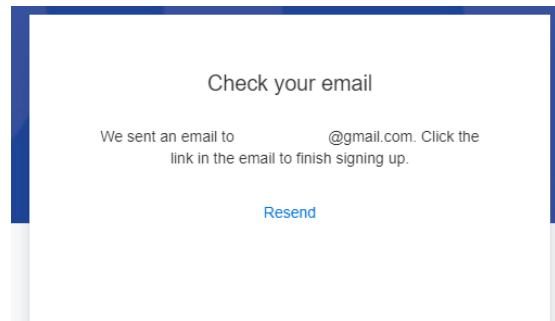 Check your email
We sent an email to @gmail.com. Click the
link in the email to finish signing up.
Resend